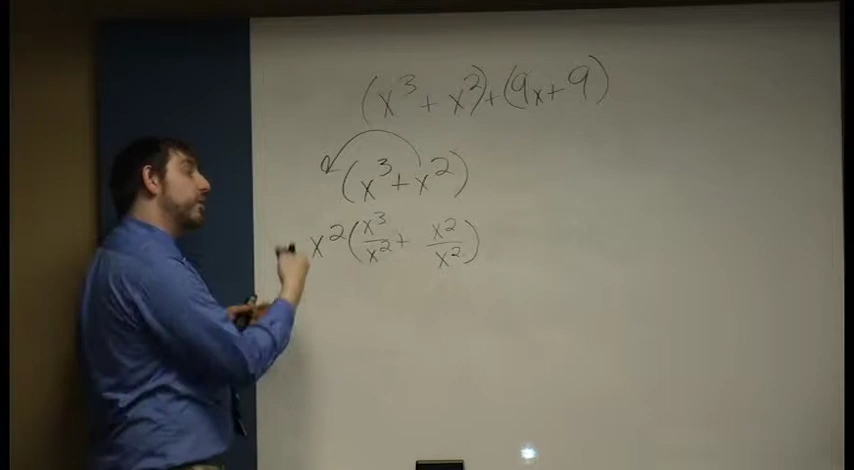 (x³ + x²) + (9x + 9)
(x³ + x²)
x² (x³/x² + x²/x²)